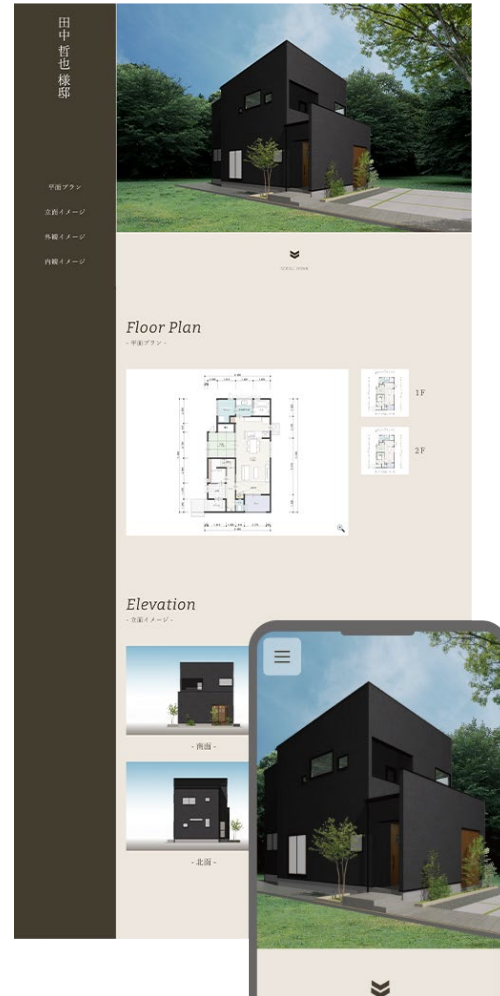 田中 哲也 様邸
平面プラン
立面イメージ
外観イメージ
内観イメージ
SCROLL DOWN
Floor Plan
- 平面プラン -
1F
2F
Elevation
- 立面イメージ -
- 南面 -
- 北面 -